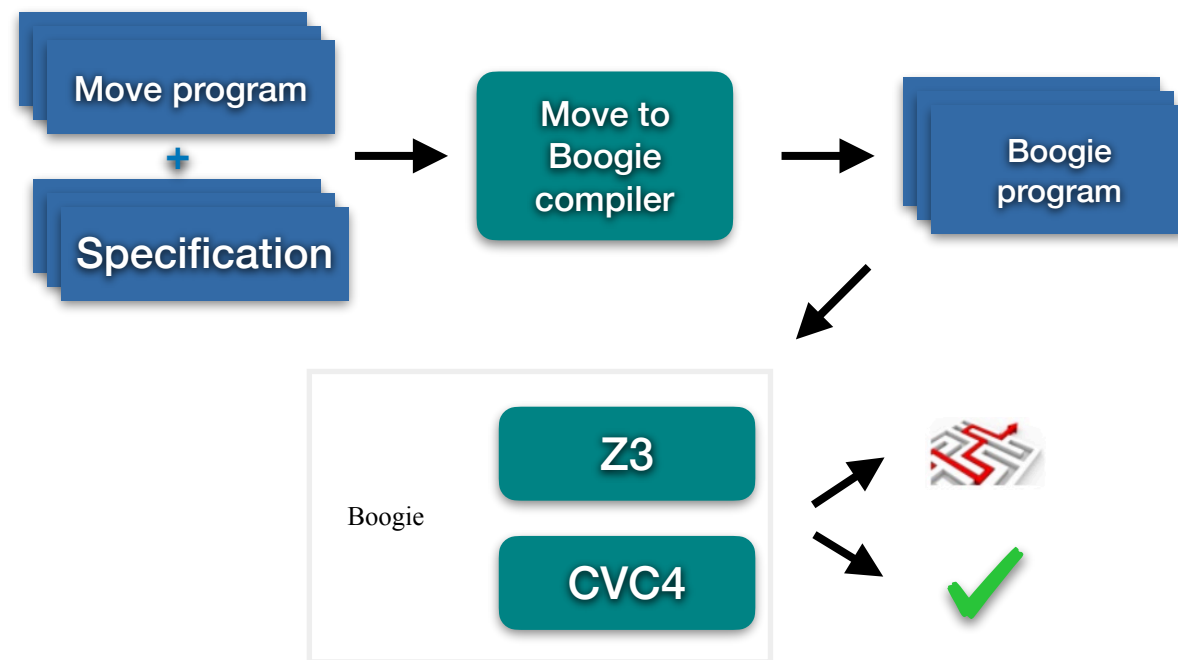 Move program
+
Specification
Move to
Boogie
compiler
Boogie
program
Boogie
Z3
CVC4